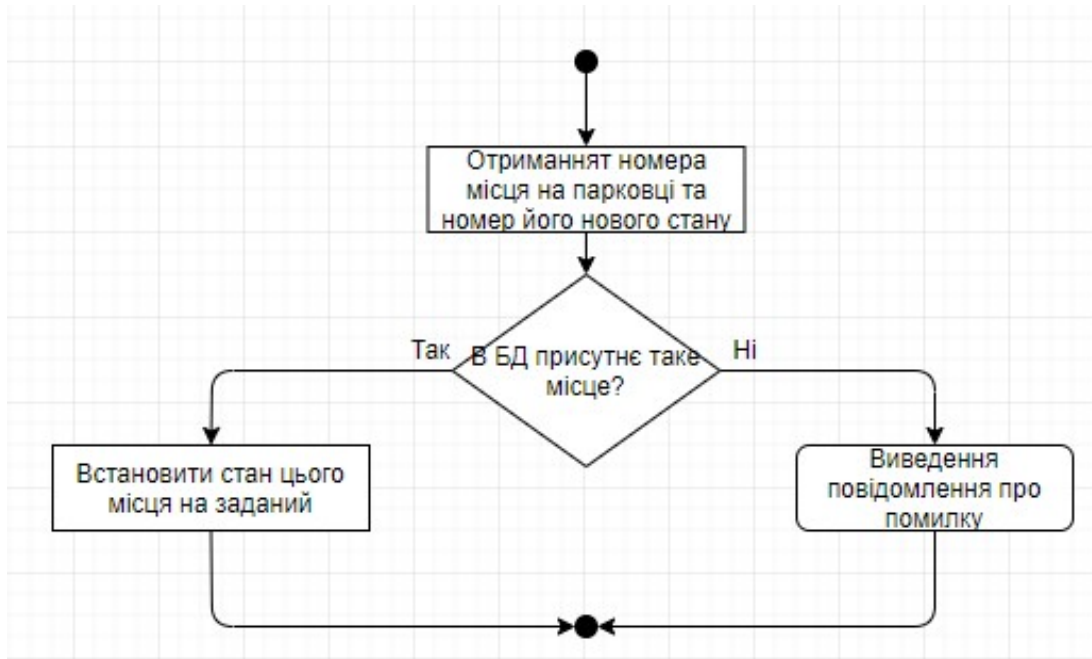 Отриманнят номера
місця на парковці та
номер його нового стану
Так
В БД присутнє таке
місце?
Ні
Встановити стан цього
місця на заданий
Виведення
повідомлення про
помилку